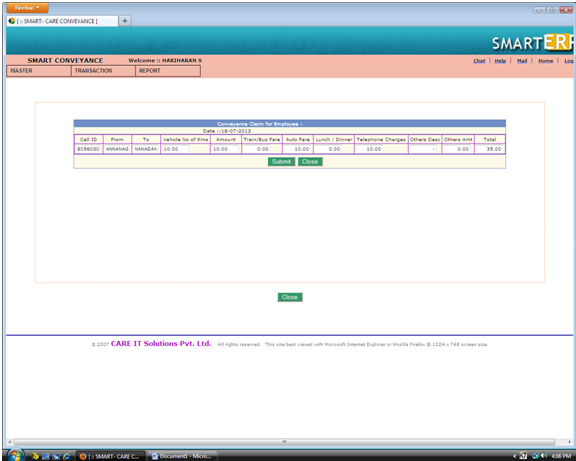 Firefox
[ :: SMART- CARE CONVEYANCE ]
SMARTERP
SMART CONVEYANCE Welcome :: HARIHARAN S Chat | Help | Mail | Home | Log
MASTER TRANSACTION REPORT
Conveyance Claim for Employee :
Date :-18-07-2013
Call ID From To Vehicle No of Kms Amount Train/Bus Fare Auto Fare Lunch / Dinner Telephone Charges Others Desc Others Amt Total
8056030 ANNANAG NANADAN 10.00 10.00 0.00 10.00 0.00 10.00 - 0.00 35.00
Submit Close
Close
© 2007 CARE IT Solutions Pvt. Ltd. All rights reserved. This site best viewed with Microsoft Internet Explorer or Mozilla Firefox @ 1024 x 768 screen size.
[ :: SMART- CARE C... Document1 - Micro... 4:06 PM